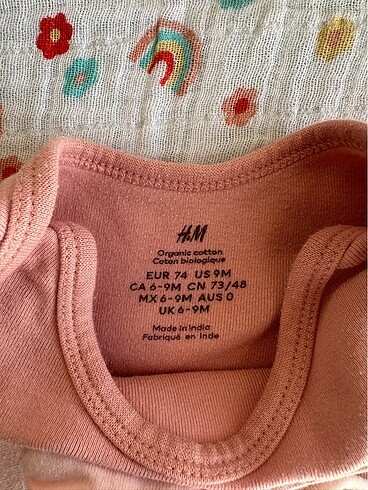 H&M
Organic cotton
Coton biologique
EUR 74 US 9M
CA 6-9M CN 73/48
MX 6-9M AUS 0
UK 6-9M
Made in India
Fabriqué en Inde